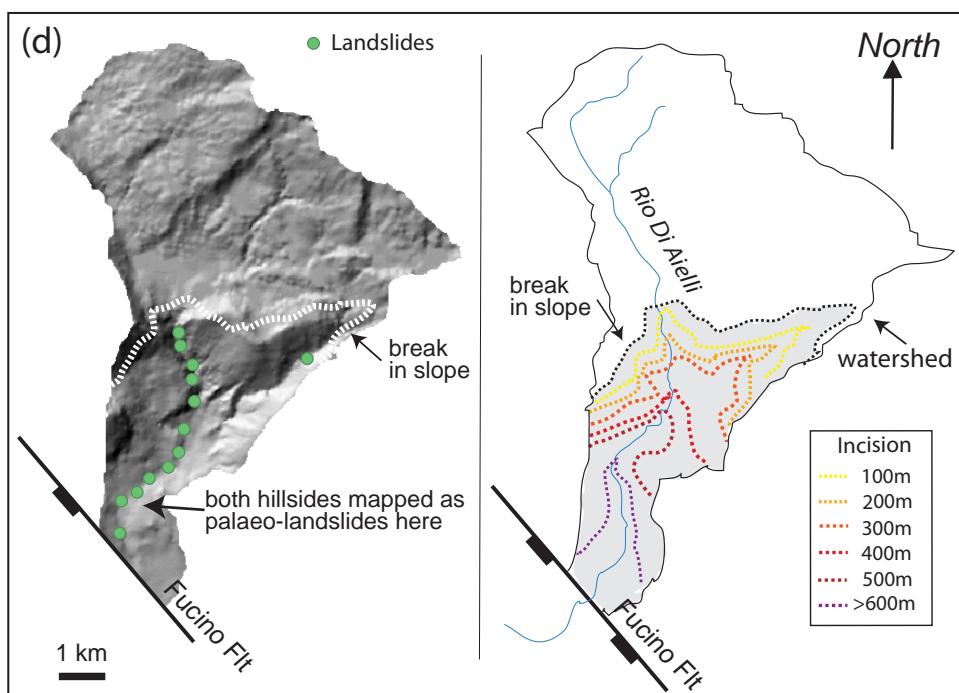 (d)
Landslides
break
in slope
both hillsides mapped as
palaeo-landslides here
Fucino Flt
1 km
North
Rio Di Aielli
break
in slope
watershed
Incision
100m
200m
300m
400m
500m
>600m
Fucino Flt